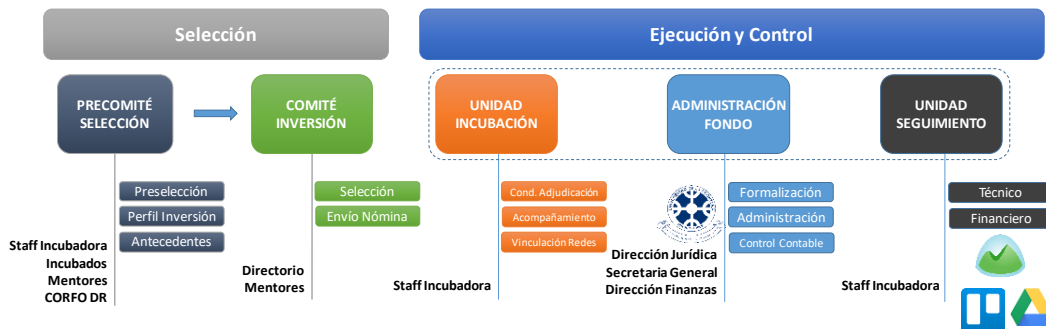 Selección
Ejecución y Control
PRECOMITÉ
SELECCIÓN
COMITÉ
INVERSIÓN
UNIDAD
INCUBACIÓN
ADMINISTRACIÓN
FONDO
UNIDAD
SEGUIMIENTO
Preselección
Perfil Inversión
Antecedentes
Staff Incubadora
Incubados
Mentores
CORFO DR
Selección
Envío Nómina
Directorio
Mentores
Cond. Adjudicación
Acompañamiento
Vinculación Redes
Staff Incubadora
Formalización
Administración
Control Contable
Dirección Jurídica
Secretaria General
Dirección Finanzas
Técnico
Financiero
Staff Incubadora